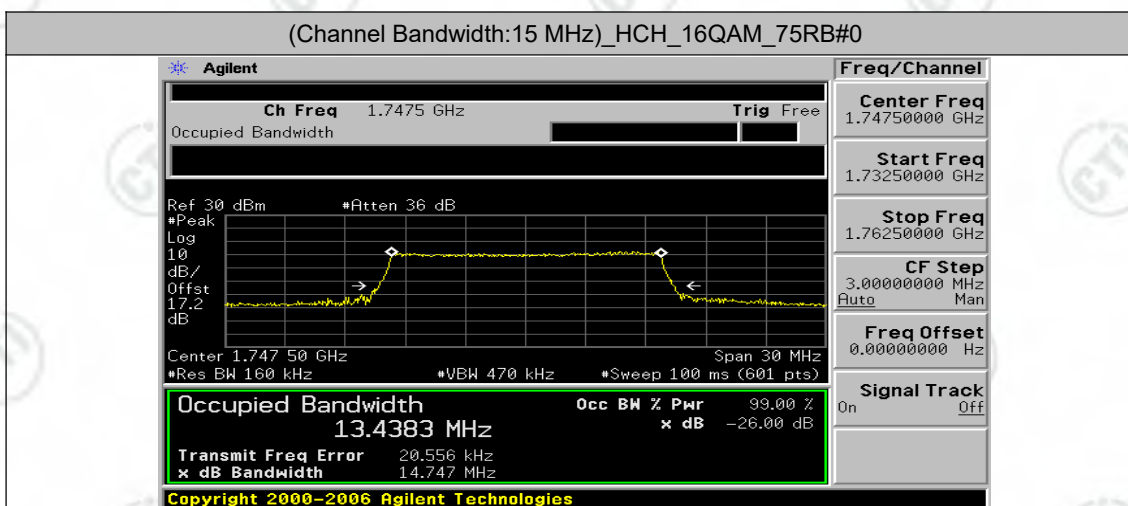 (Channel Bandwidth:15 MHz)_HCH_16QAM_75RB#0
Agilent
Freq/Channel
Ch Freq 1.7475 GHz Trig Free
Occupied Bandwidth
Center Freq
1.74750000 GHz
Start Freq
1.73250000 GHz
Stop Freq
1.76250000 GHz
CF Step
3.00000000 MHz
Auto Man
Freq Offset
0.00000000 Hz
Signal Track
On Off
Ref 30 dBm #Atten 36 dB
#Peak
Log
10
dB/
Offst
17.2
dB
Center 1.747 50 GHz Span 30 MHz
#Res BW 160 kHz #VBW 470 kHz #Sweep 100 ms (601 pts)
Occupied Bandwidth Occ BW % Pwr 99.00 %
13.4383 MHz x dB -26.00 dB
Transmit Freq Error 20.556 kHz
x dB Bandwidth 14.747 MHz
Copyright 2000-2006 Agilent Technologies
CTI
CTI